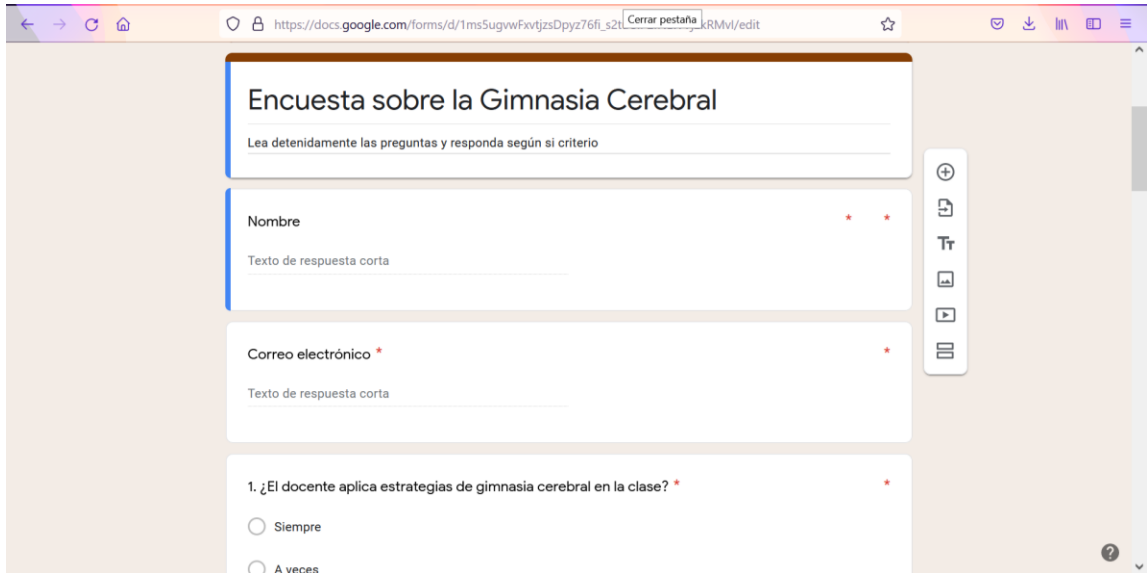 https://docs.google.com/forms/d/1ms5ugvwFxvtjzsDpyz76fi_s2t kRMvI/edit
Cerrar pestaña
Encuesta sobre la Gimnasia Cerebral
Lea detenidamente las preguntas y responda según si criterio
Nombre * *
Texto de respuesta corta
Correo electrónico * *
Texto de respuesta corta
1. ¿El docente aplica estrategias de gimnasia cerebral en la clase? * *
Siempre
A veces